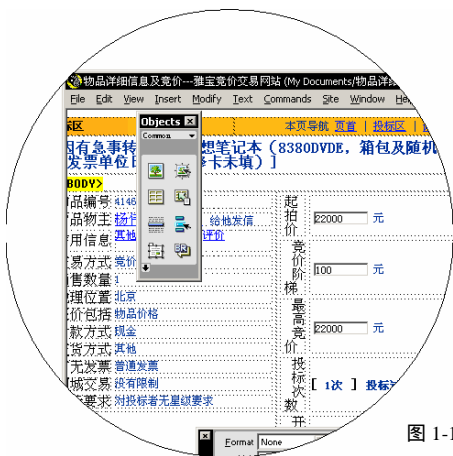 物品详细信息及竞价---雅宝竞价交易网站 (My Documents/物品详
File Edit View Insert Modify Text Commands Site Window Help
标区
本页导航 页首 | 投标区 |
Objects
Common
因有急事转
想笔记本(8380DVDE,箱包及随机
发票单位
修卡未填)]
BODY>
品编号 4146
品物主 杨
给他发信
用信息 其他
评价
易方式 竞价
售数量 1
理位置 北京
价包括 物品价格
款方式 现金
货方式 其他
无发票 普通发票
城交易 没有限制
要求 对投标者无星级要求
起拍价 22000 元
竞价阶梯 100 元
最高竞价 22000 元
投标次数 [ 1次 ] 投标
开
Format None
图 1-1